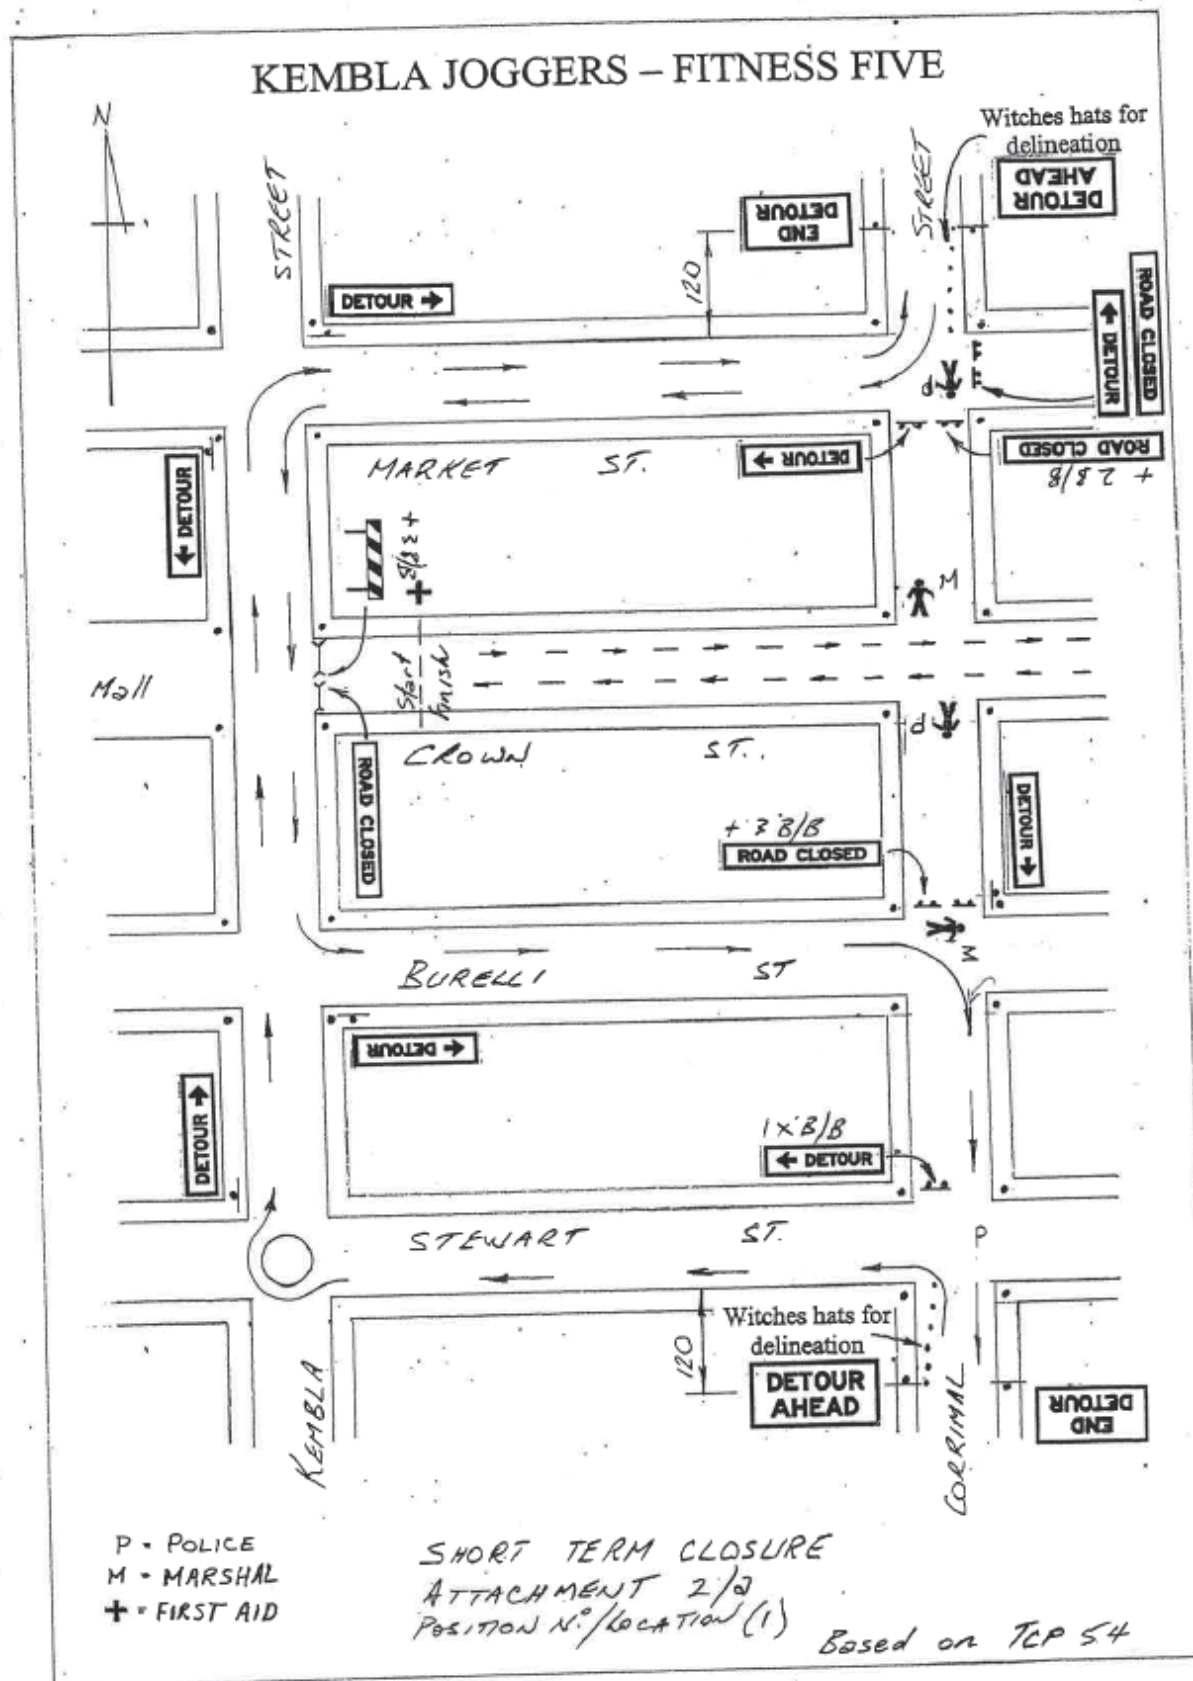 KEMBLA JOGGERS – FITNESS FIVE
N
Witches hats for
delineation
DETOUR
AHEAD
STREET
STREET
END
DETOUR
120
DETOUR →
ROAD CLOSED
← DETOUR
P
ROAD CLOSED
+ 2 B/B
DETOUR →
MARKET ST.
← DETOUR
+ 3 B/B
M
Mall
Start
Finish
P
CROWN ST.
ROAD CLOSED
+ 3 B/B
ROAD CLOSED
DETOUR →
M
BURELLI ST
← DETOUR
DETOUR →
1 x B/B
← DETOUR
STEWART ST.
P
120
Witches hats for
delineation
DETOUR
AHEAD
END
DETOUR
KEMBLA
CORRIMAL
P - POLICE
M - MARSHAL
+ = FIRST AID
SHORT TERM CLOSURE
ATTACHMENT 2/a
POSITION No./LOCATION (1)
Based on TCP 54